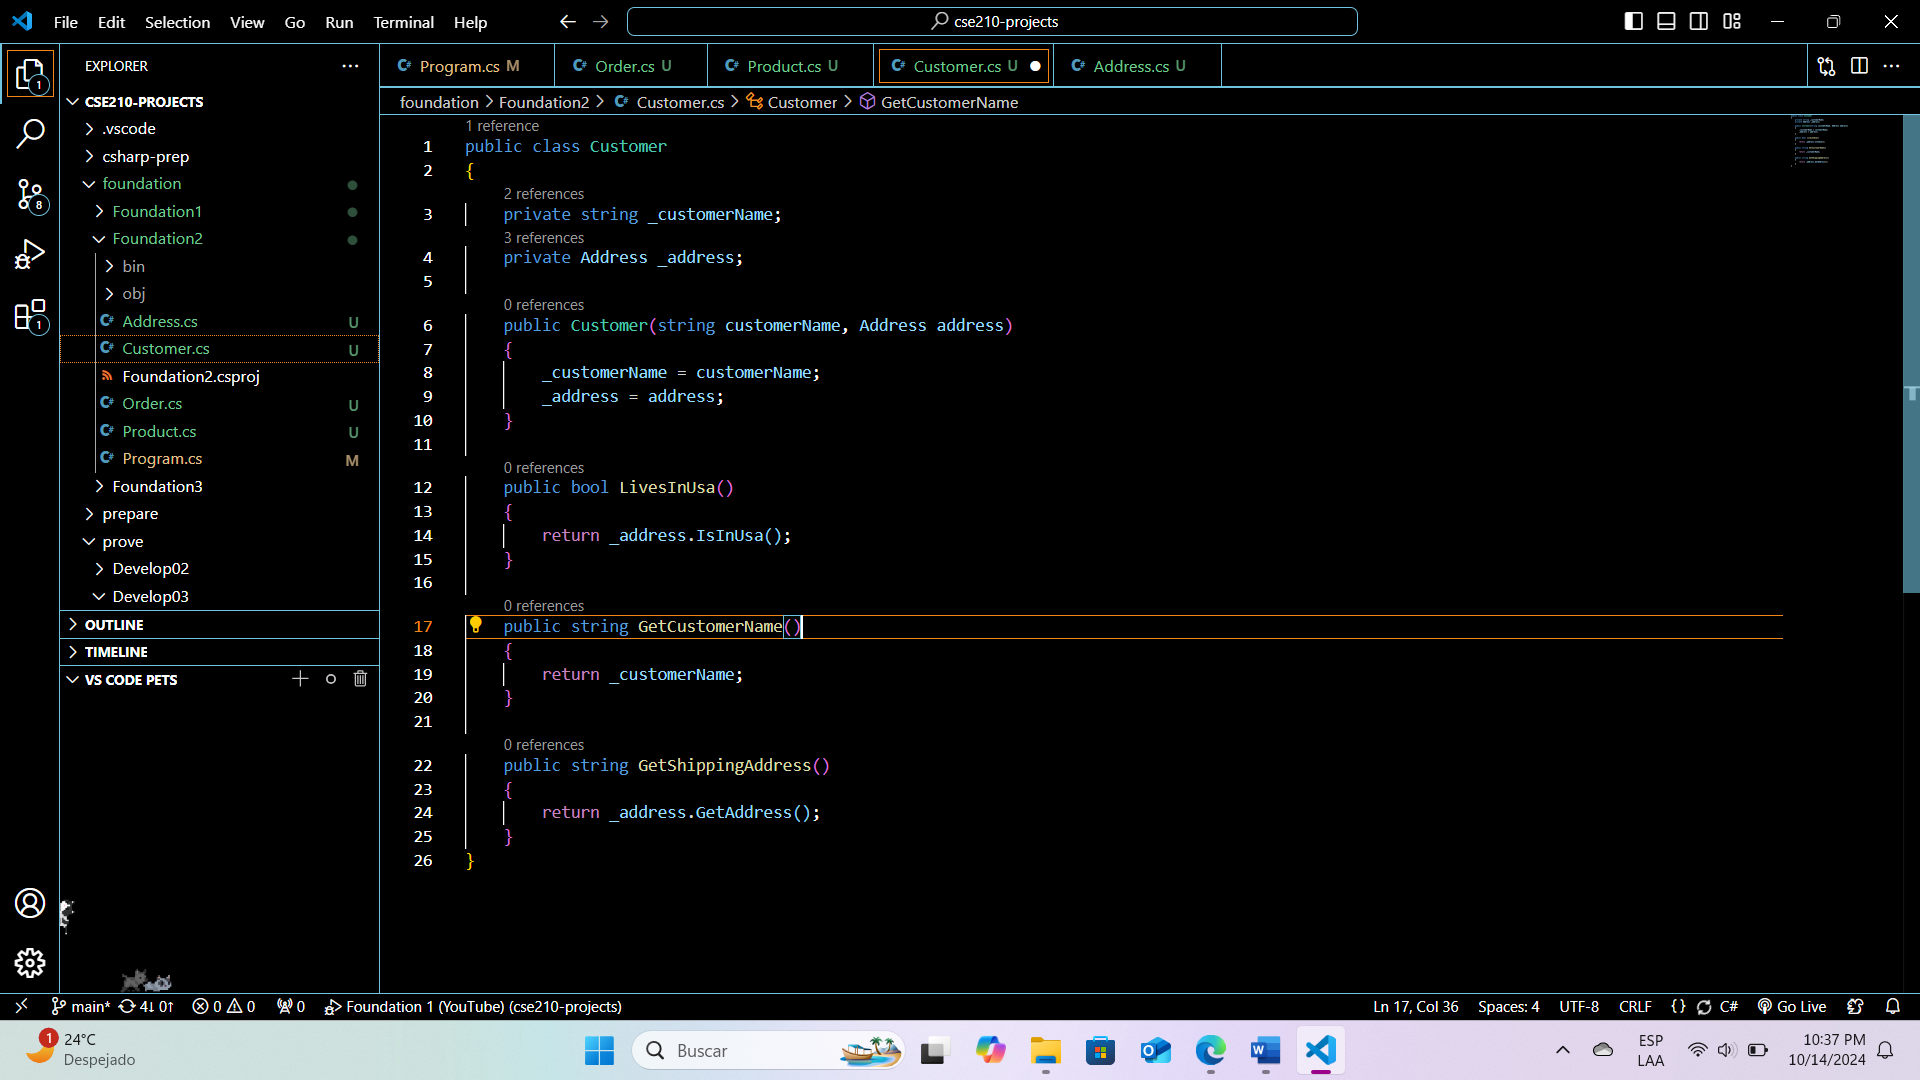 File Edit Selection View Go Run Terminal Help
cse210-projects
EXPLORER
CSE210-PROJECTS
.vscode
csharp-prep
foundation
Foundation1
Foundation2
bin
obj
Address.cs U
Customer.cs U
Foundation2.csproj
Order.cs U
Product.cs U
Program.cs M
Foundation3
prepare
prove
Develop02
Develop03
OUTLINE
TIMELINE
VS CODE PETS
1
8
1
Program.cs M Order.cs U Product.cs U Customer.cs U Address.cs U
foundation > Foundation2 > Customer.cs > Customer > GetCustomerName
1 reference
1 public class Customer
2 {
2 references
3 private string _customerName;
3 references
4 private Address _address;
5
0 references
6 public Customer(string customerName, Address address)
7 {
8 _customerName = customerName;
9 _address = address;
10 }
11
0 references
12 public bool LivesInUsa()
13 {
14 return _address.IsInUsa();
15 }
16
0 references
17 public string GetCustomerName()
18 {
19 return _customerName;
20 }
21
0 references
22 public string GetShippingAddress()
23 {
24 return _address.GetAddress();
25 }
26 }
main* 4↓ 0↑ 0 0 0 Foundation 1 (YouTube) (cse210-projects) Ln 17, Col 36 Spaces: 4 UTF-8 CRLF {} C# Go Live
1
24°C
Despejado
Buscar
ESP
LAA
10:37 PM
10/14/2024